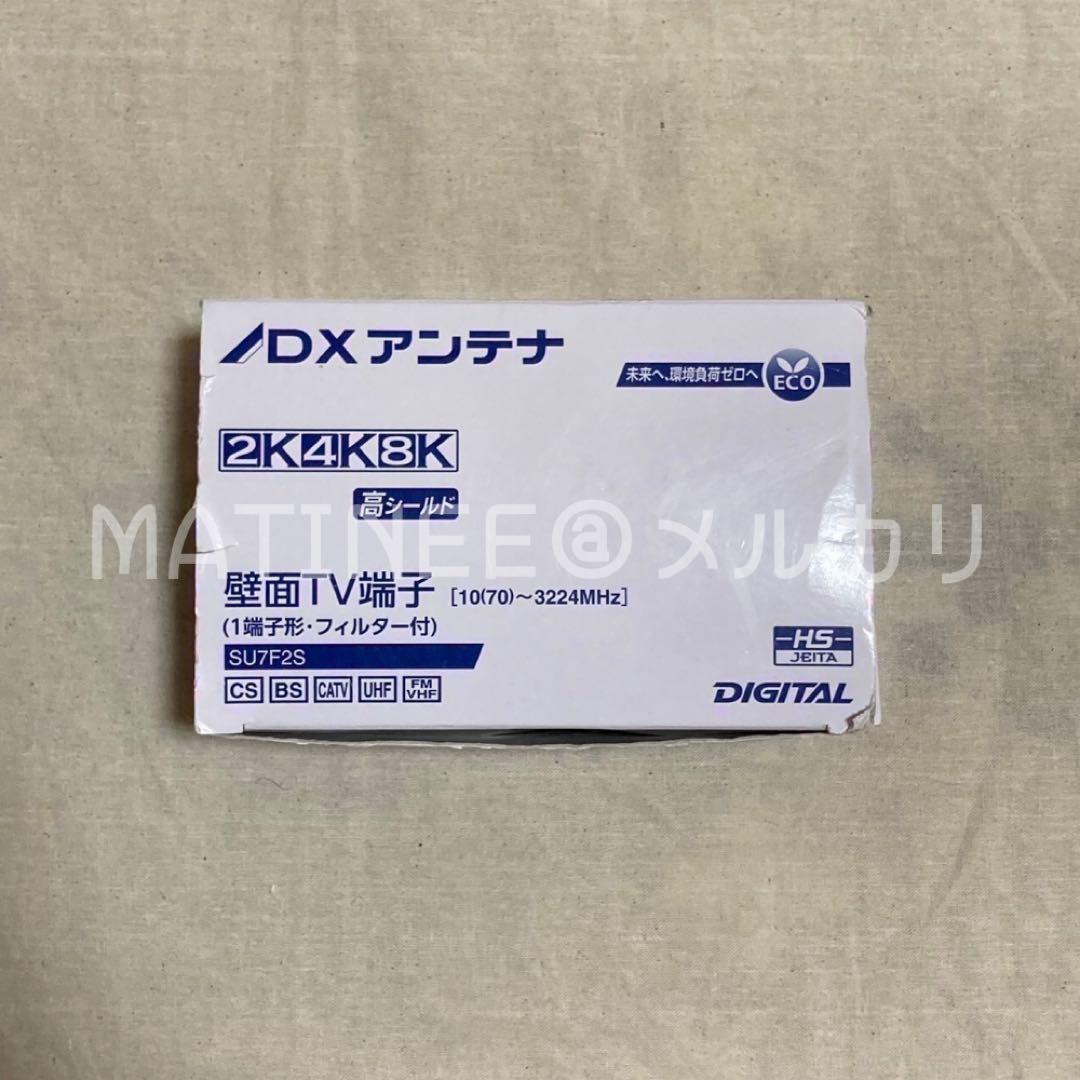 DXアンテナ
未来へ、環境負荷ゼロへ
ECO
2K4K8K
高シールド
MATINEE@メルカリ
壁面TV端子 [10(70)～3224MHz]
(1端子形・フィルター付)
SU7F2S
HS
JEITA
CS BS CATV UHF FM VHF
DIGITAL